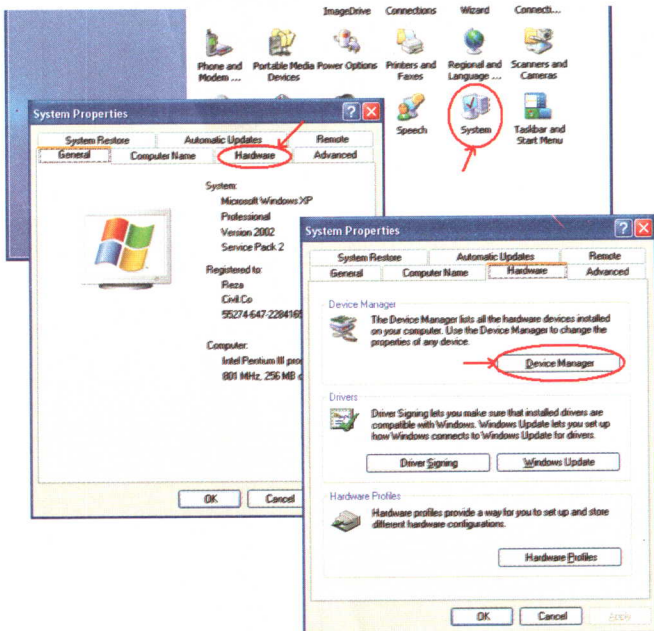 ImageDrive
Connections
Wizard
Connecti...
Phone and
Modem ...
Portable Media
Devices
Power Options
Printers and
Faxes
Regional and
Language ...
Scanners and
Cameras
Speech
System
Taskbar and
Start Menu
System Properties
System Restore
Automatic Updates
Remote
General
Computer Name
Hardware
Advanced
System:
Microsoft Windows XP
Professional
Version 2002
Service Pack 2
Registered to:
Reza
Civil.Co
55274-647-2284165
Computer:
Intel Pentium III pro
801 MHz, 256 MB
OK
Cancel
System Properties
System Restore
Automatic Updates
Remote
General
Computer Name
Hardware
Advanced
Device Manager
The Device Manager lists all the hardware devices installed
on your computer. Use the Device Manager to change the
properties of any device.
Device Manager
Drivers
Driver Signing lets you make sure that installed drivers are
compatible with Windows. Windows Update lets you set up
how Windows connects to Windows Update for drivers.
Driver Signing
Windows Update
Hardware Profiles
Hardware profiles provide a way for you to set up and store
different hardware configurations.
Hardware Profiles
OK
Cancel
Apply